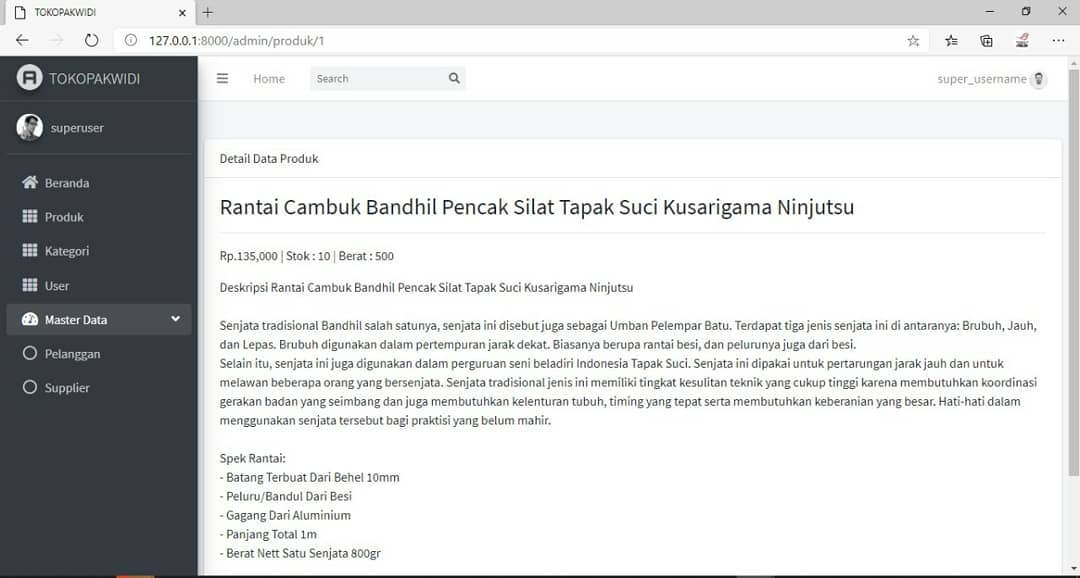 TOKOPAKWIDI
127.0.0.1:8000/admin/produk/1
TOKOPAKWIDI
Home
Search
super_username
superuser
Beranda
Produk
Kategori
User
Master Data
Pelanggan
Supplier
Detail Data Produk
Rantai Cambuk Bandhil Pencak Silat Tapak Suci Kusarigama Ninjutsu
Rp.135,000 | Stok : 10 | Berat : 500
Deskripsi Rantai Cambuk Bandhil Pencak Silat Tapak Suci Kusarigama Ninjutsu
Senjata tradisional Bandhil salah satunya, senjata ini disebut juga sebagai Umban Pelempar Batu. Terdapat tiga jenis senjata ini di antaranya: Brubuh, Jauh,
dan Lepas. Brubuh digunakan dalam pertempuran jarak dekat. Biasanya berupa rantai besi, dan pelurunya juga dari besi.
Selain itu, senjata ini juga digunakan dalam perguruan seni beladiri Indonesia Tapak Suci. Senjata ini dipakai untuk pertarungan jarak jauh dan untuk
melawan beberapa orang yang bersenjata. Senjata tradisional jenis ini memiliki tingkat kesulitan teknik yang cukup tinggi karena membutuhkan koordinasi
gerakan badan yang seimbang dan juga membutuhkan kelenturan tubuh, timing yang tepat serta membutuhkan keberanian yang besar. Hati-hati dalam
menggunakan senjata tersebut bagi praktisi yang belum mahir.
Spek Rantai:
- Batang Terbuat Dari Behel 10mm
- Peluru/Bandul Dari Besi
- Gagang Dari Aluminium
- Panjang Total 1m
- Berat Nett Satu Senjata 800gr